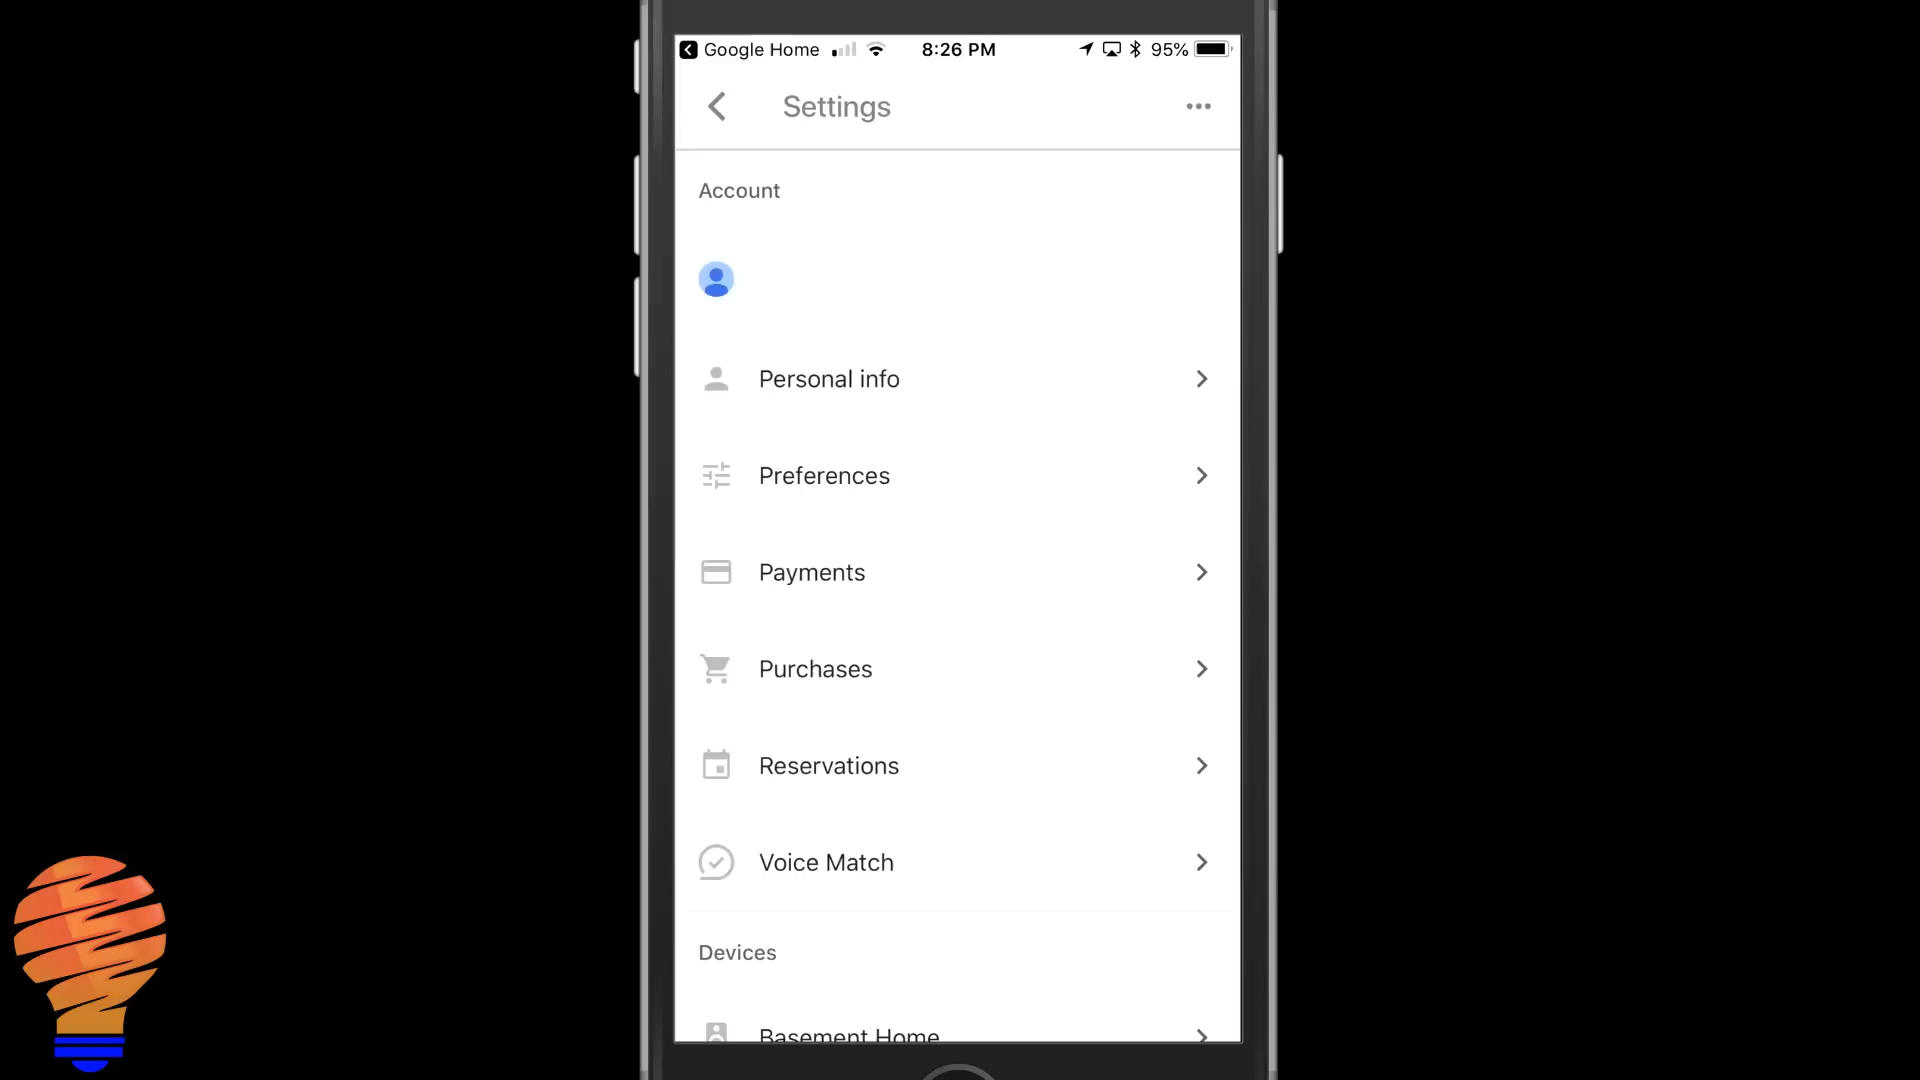 Google Home 8:26 PM 95%
Settings
Account
Personal info
Preferences
Payments
Purchases
Reservations
Voice Match
Devices
Basement Home